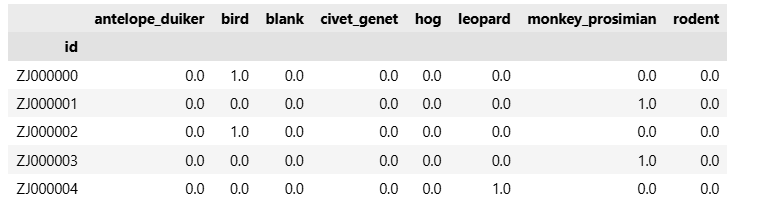 antelope_duiker bird blank civet_genet hog leopard monkey_prosimian rodent
id
ZJ000000 0.0 1.0 0.0 0.0 0.0 0.0 0.0 0.0
ZJ000001 0.0 0.0 0.0 0.0 0.0 0.0 1.0 0.0
ZJ000002 0.0 1.0 0.0 0.0 0.0 0.0 0.0 0.0
ZJ000003 0.0 0.0 0.0 0.0 0.0 0.0 1.0 0.0
ZJ000004 0.0 0.0 0.0 0.0 0.0 1.0 0.0 0.0